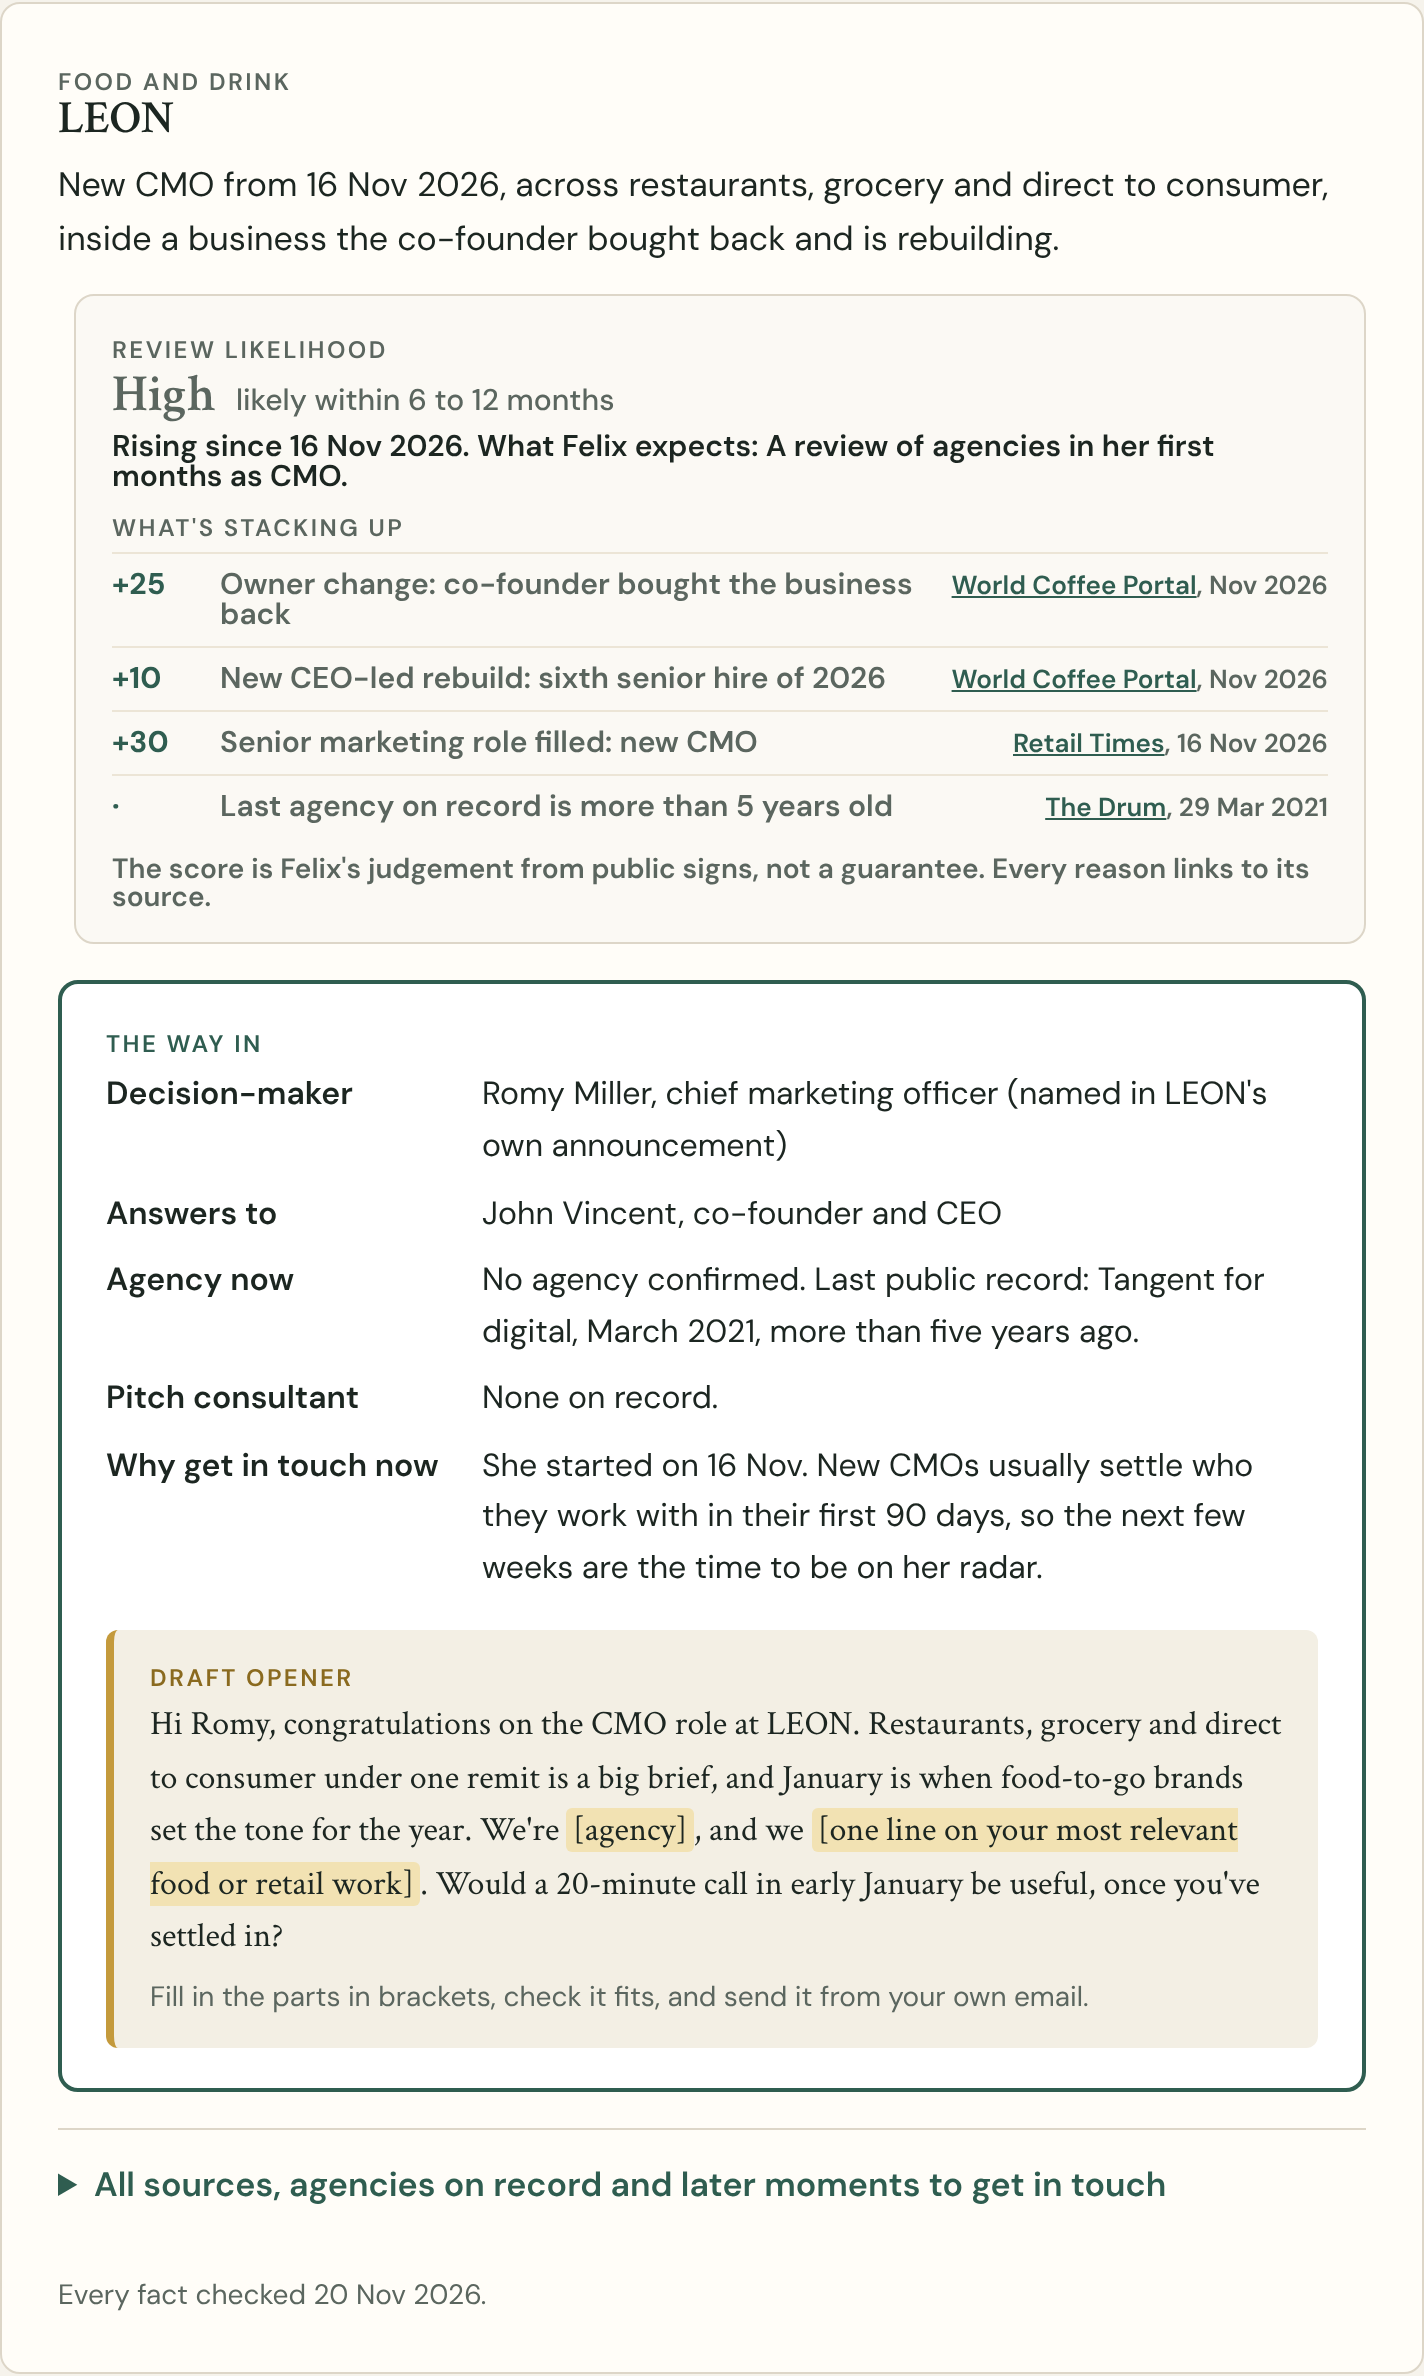 FOOD AND DRINK
LEON
New CMO from 16 Nov 2026, across restaurants, grocery and direct to consumer,
inside a business the co-founder bought back and is rebuilding.
REVIEW LIKELIHOOD
High likely within 6 to 12 months
Rising since 16 Nov 2026. What Felix expects: A review of agencies in her first
months as CMO.
WHAT'S STACKING UP
+25 Owner change: co-founder bought the business World Coffee Portal, Nov 2026
back
+10 New CEO-led rebuild: sixth senior hire of 2026 World Coffee Portal, Nov 2026
+30 Senior marketing role filled: new CMO Retail Times, 16 Nov 2026
· Last agency on record is more than 5 years old The Drum, 29 Mar 2021
The score is Felix's judgement from public signs, not a guarantee. Every reason links to its
source.
THE WAY IN
Decision-maker Romy Miller, chief marketing officer (named in LEON's
own announcement)
Answers to John Vincent, co-founder and CEO
Agency now No agency confirmed. Last public record: Tangent for
digital, March 2021, more than five years ago.
Pitch consultant None on record.
Why get in touch now She started on 16 Nov. New CMOs usually settle who
they work with in their first 90 days, so the next few
weeks are the time to be on her radar.
DRAFT OPENER
Hi Romy, congratulations on the CMO role at LEON. Restaurants, grocery and direct
to consumer under one remit is a big brief, and January is when food-to-go brands
set the tone for the year. We're [agency], and we [one line on your most relevant
food or retail work]. Would a 20-minute call in early January be useful, once you've
settled in?
Fill in the parts in brackets, check it fits, and send it from your own email.
▶ All sources, agencies on record and later moments to get in touch
Every fact checked 20 Nov 2026.